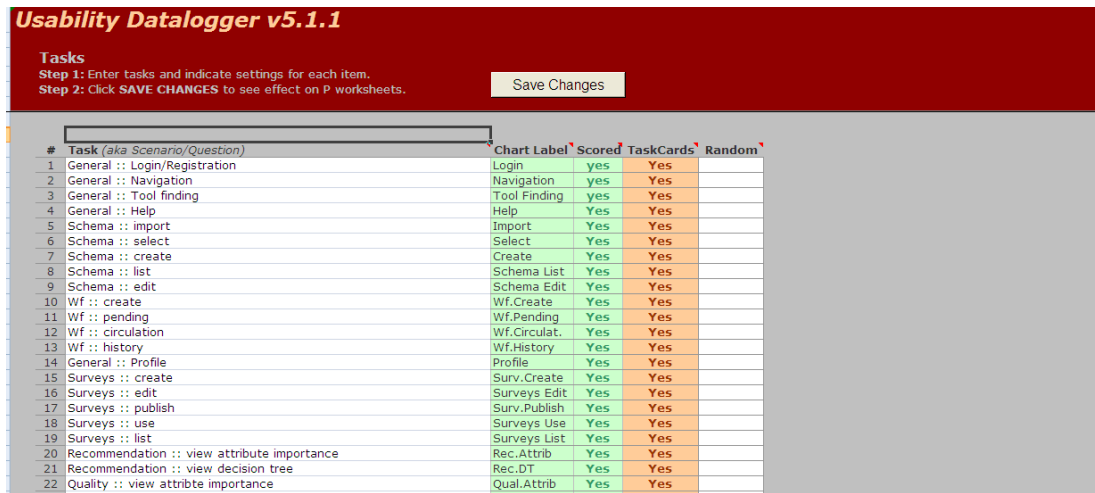 Usability Datalogger v5.1.1
Tasks
Step 1: Enter tasks and indicate settings for each item.
Step 2: Click SAVE CHANGES to see effect on P worksheets.
Save Changes
# Task (aka Scenario/Question) Chart Label Scored TaskCards Random
1 General :: Login/Registration Login yes Yes
2 General :: Navigation Navigation yes Yes
3 General :: Tool finding Tool Finding yes Yes
4 General :: Help Help Yes Yes
5 Schema :: import Import Yes Yes
6 Schema :: select Select Yes Yes
7 Schema :: create Create Yes Yes
8 Schema :: list Schema List Yes Yes
9 Schema :: edit Schema Edit Yes Yes
10 Wf :: create Wf.Create Yes Yes
11 Wf :: pending Wf.Pending Yes Yes
12 Wf :: circulation Wf.Circulat. Yes Yes
13 Wf :: history Wf.History Yes Yes
14 General :: Profile Profile Yes Yes
15 Surveys :: create Surv.Create Yes Yes
16 Surveys :: edit Surveys Edit Yes Yes
17 Surveys :: publish Surv.Publish Yes Yes
18 Surveys :: use Surveys Use Yes Yes
19 Surveys :: list Surveys List Yes Yes
20 Recommendation :: view attribute importance Rec.Attrib Yes Yes
21 Recommendation :: view decision tree Rec.DT Yes Yes
22 Quality :: view attribte importance Qual.Attrib Yes Yes